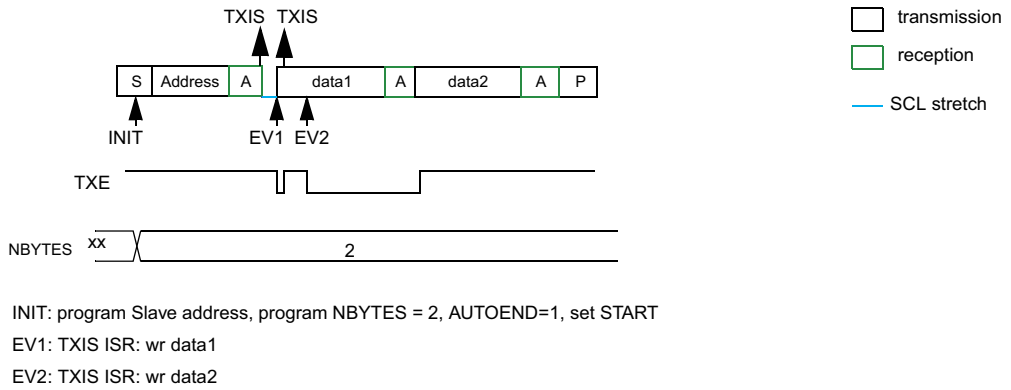 TXIS TXIS
transmission
reception
SCL stretch
S Address A data1 A data2 A P
INIT EV1 EV2
TXE
NBYTES xx 2
INIT: program Slave address, program NBYTES = 2, AUTOEND=1, set START
EV1: TXIS ISR: wr data1
EV2: TXIS ISR: wr data2